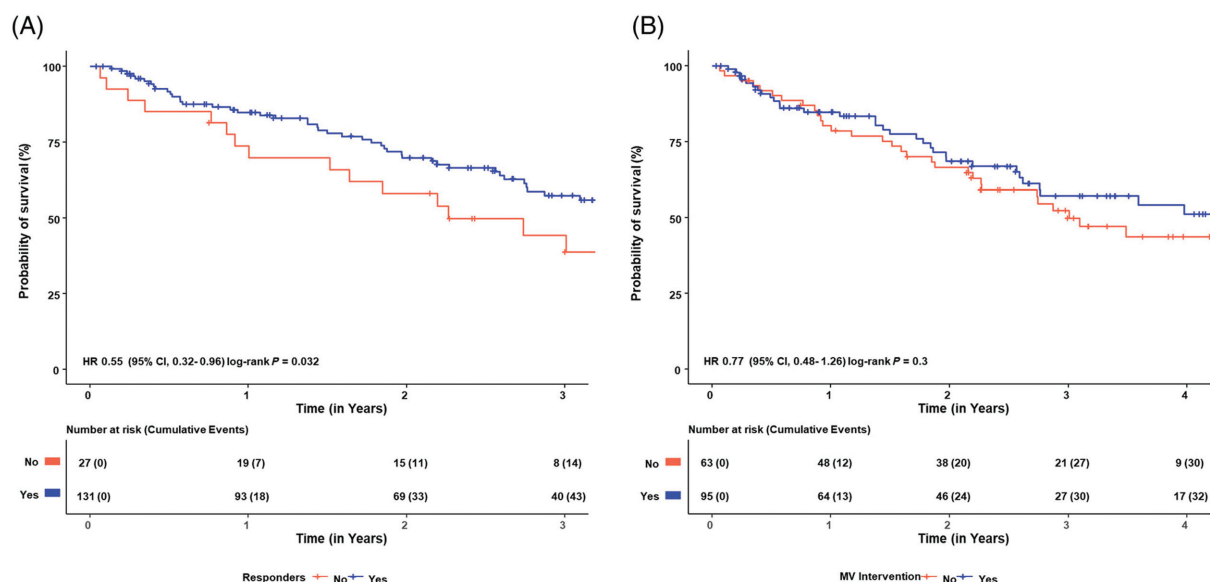 (A)
Probability of survival (%)
100
75
50
25
0
HR 0.55 (95% CI, 0.32- 0.96) log-rank P = 0.032
0 1 2 3
Time (in Years)
Number at risk (Cumulative Events)
No 27 (0) 19 (7) 15 (11) 8 (14)
Yes 131 (0) 93 (18) 69 (33) 40 (43)
0 1 2 3
Time (in Years)
Responders No Yes
(B)
Probability of survival (%)
100
75
50
25
0
HR 0.77 (95% CI, 0.48- 1.26) log-rank P = 0.3
0 1 2 3 4
Time (in Years)
Number at risk (Cumulative Events)
No 63 (0) 48 (12) 38 (20) 21 (27) 9 (30)
Yes 95 (0) 64 (13) 46 (24) 27 (30) 17 (32)
0 1 2 3 4
Time (in Years)
MV Intervention No Yes